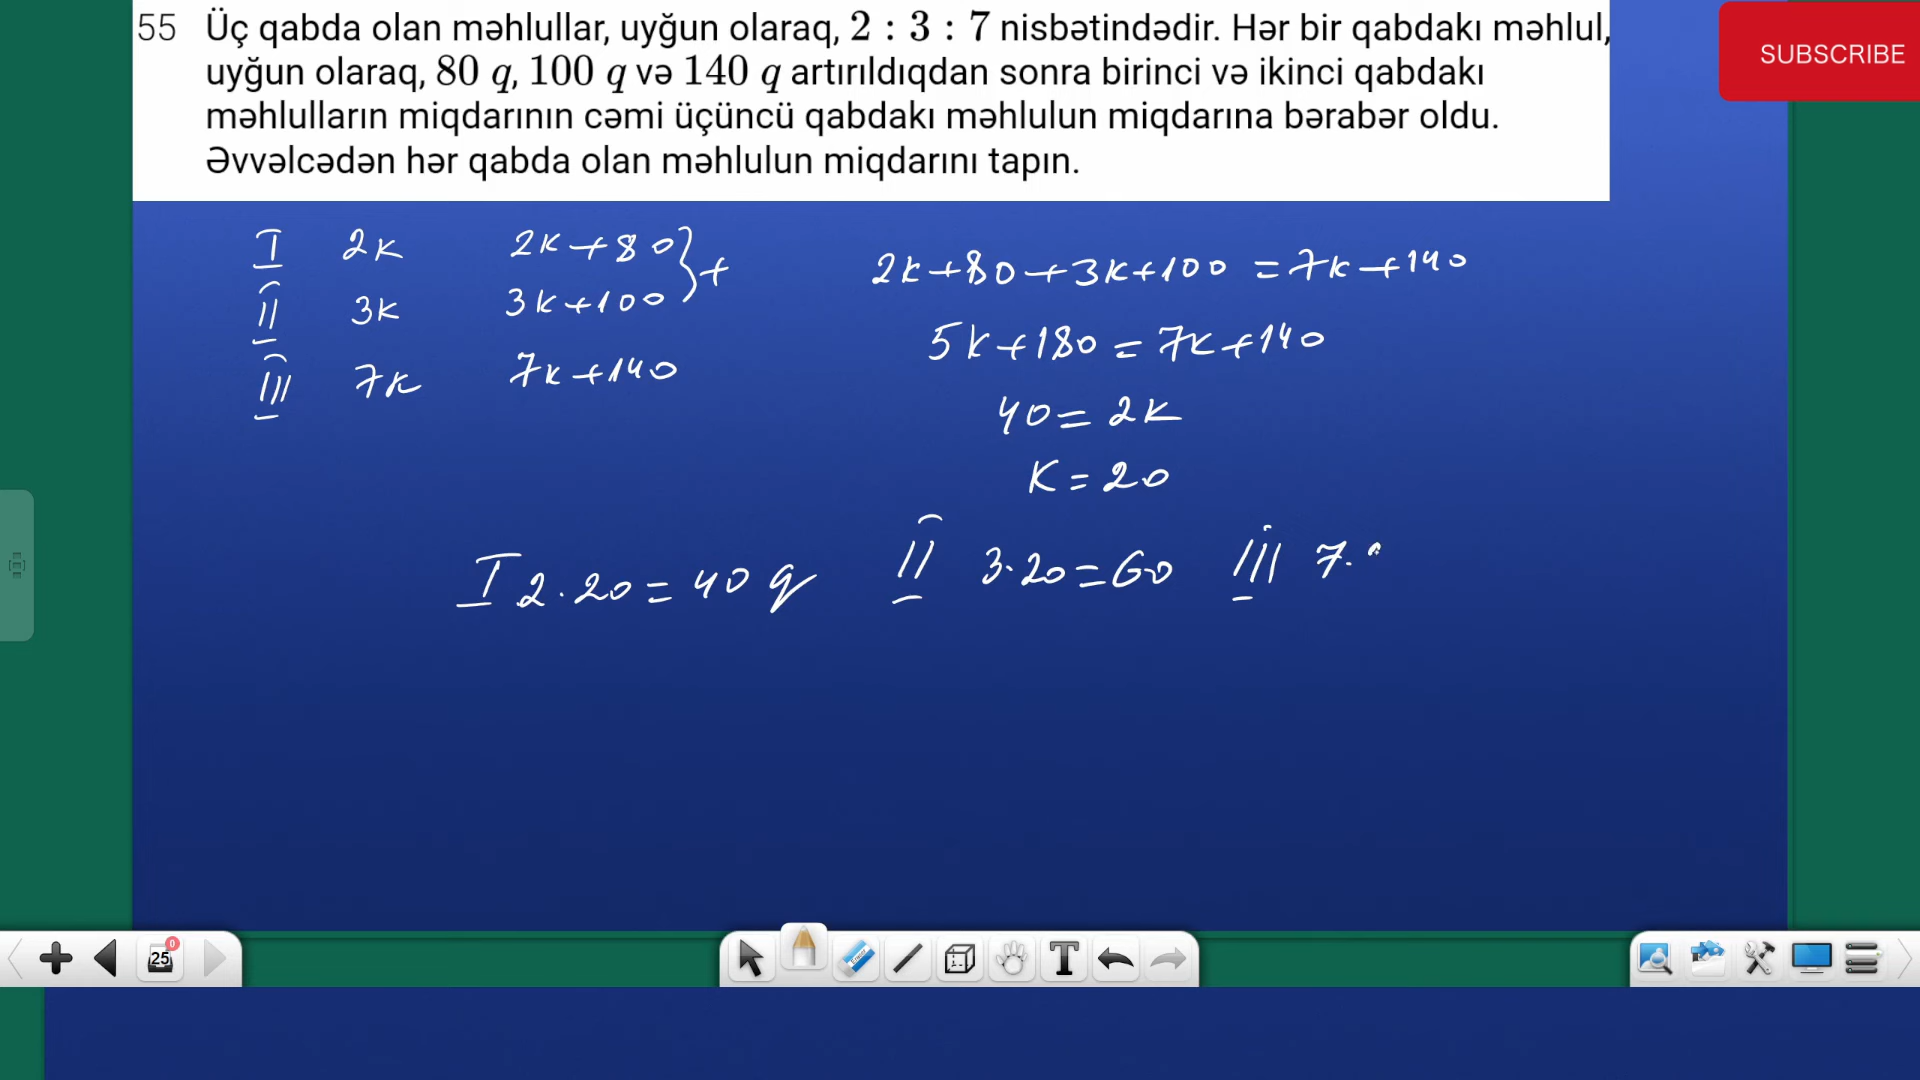 55 Üç qabda olan məhlullar, uyğun olaraq, 2 : 3 : 7 nisbətindədir. Hər bir qabdakı məhlul,
uyğun olaraq, 80 q, 100 q və 140 q artırıldıqdan sonra birinci və ikinci qabdakı
məhlulların miqdarının cəmi üçüncü qabdakı məhlulun miqdarına bərabər oldu.
Əvvəlcədən hər qabda olan məhlulun miqdarını tapın.
SUBSCRIBE
I 2k 2k+80 } +
II 3k 3k+100
III 7k 7k+140
2k+80+3k+100 = 7k+140
5k+180 = 7k+140
40 = 2k
K = 20
I 2·20 = 40 q II 3·20 = 60 III 7·
25
0
T